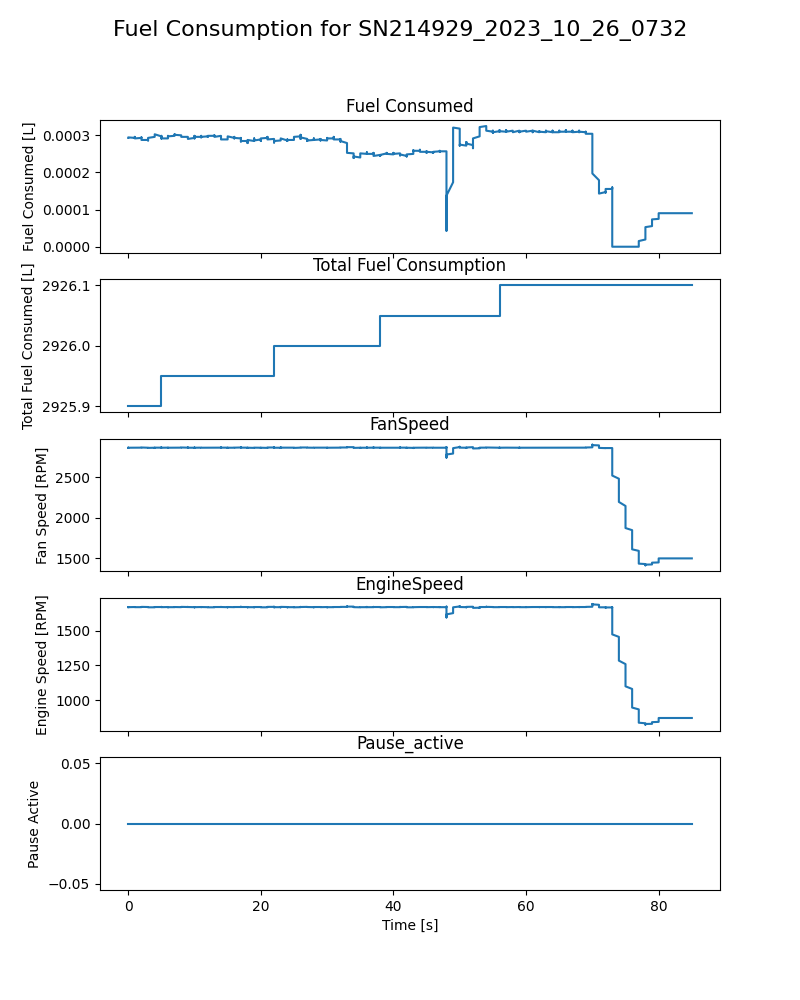 Fuel Consumption for SN214929_2023_10_26_0732
Fuel Consumed
Fuel Consumed [L]
0.0003
0.0002
0.0001
0.0000
Total Fuel Consumption
Total Fuel Consumed [L]
2926.1
2926.0
2925.9
FanSpeed
Fan Speed [RPM]
2500
2000
1500
EngineSpeed
Engine Speed [RPM]
1500
1250
1000
Pause_active
Pause Active
0.05
0.00
−0.05
0 20 40 60 80
Time [s]